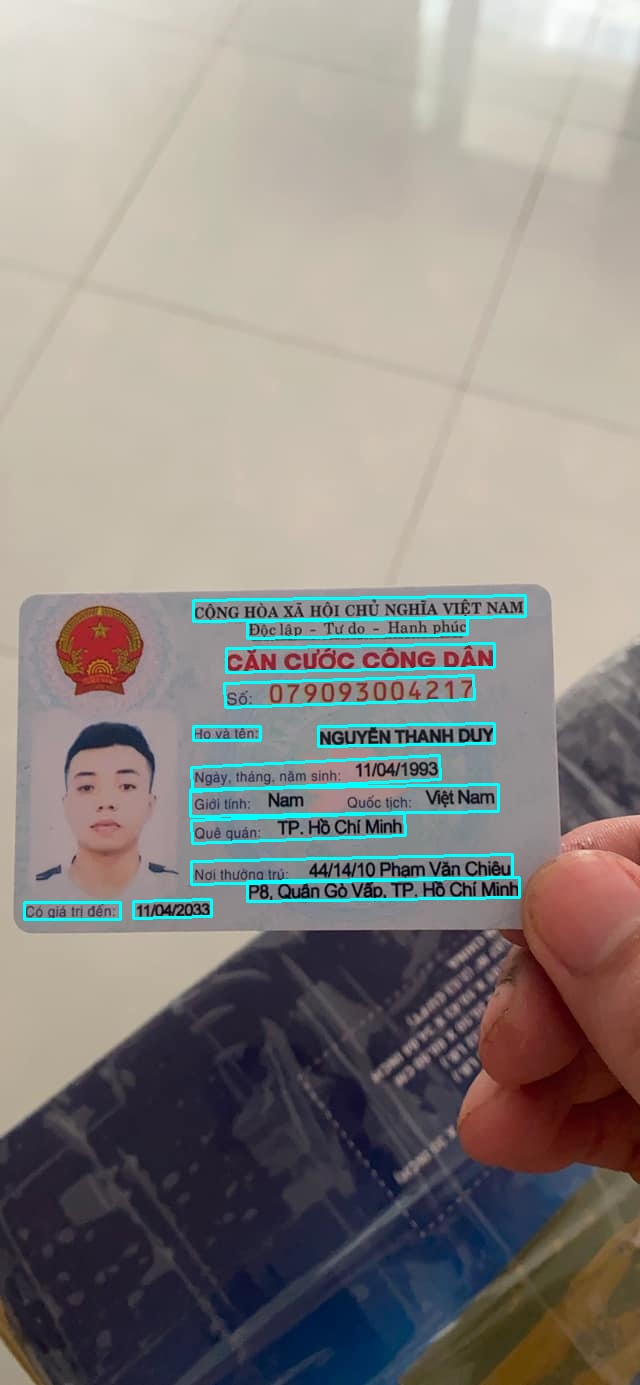 CỘNG HÒA XÃ HỘI CHỦ NGHĨA VIỆT NAM
Độc lập - Tự do - Hạnh phúc
CĂN CƯỚC CÔNG DÂN
Số: 079093004217
Họ và tên: NGUYỄN THANH DUY
Ngày, tháng, năm sinh: 11/04/1993
Giới tính: Nam Quốc tịch: Việt Nam
Quê quán: TP. Hồ Chí Minh
Nơi thường trú: 44/14/10 Phạm Văn Chiêu
P8, Quận Gò Vấp, TP. Hồ Chí Minh
Có giá trị đến: 11/04/2033